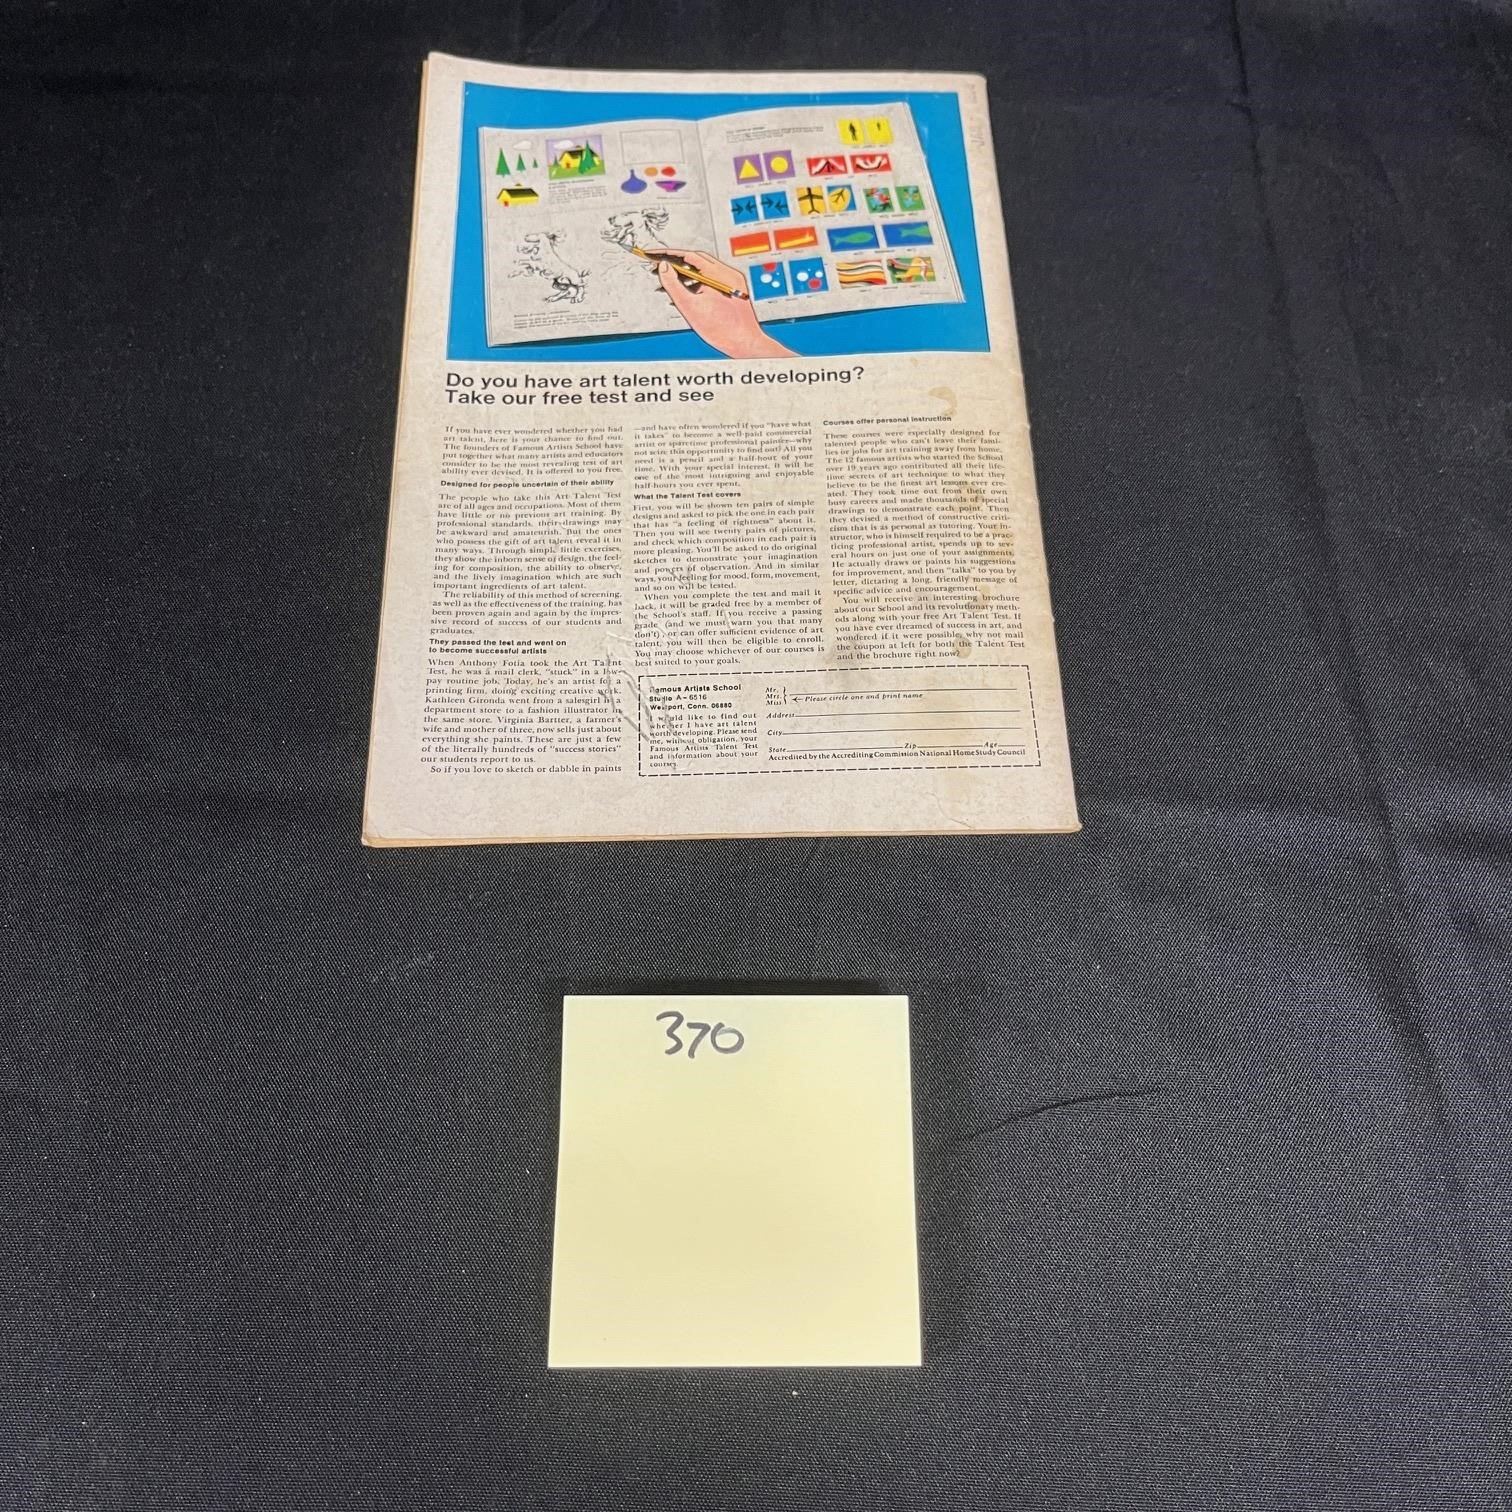 Do you have art talent worth developing?
Take our free test and see
If you have ever wondered whether you had
art talent, here is your chance to find out.
The founders of Famous Artists School have
put together what many artists and educators
consider to be the most revealing test of art
ability ever devised. It is offered to you free.
Designed for people uncertain of their ability
The people who take this Art Talent Test
are of all ages and occupations. Most of them
have little or no previous art training. By
professional standards, their drawings may
be awkward and amateurish. But the ones
who possess the gift of art talent reveal it in
many ways. Through simple little exercises,
they show the inborn sense of design, the feel-
ing for composition, the ability to observe,
and the lively imagination which are such
important ingredients of art talent.
The reliability of this method of screening,
as well as the effectiveness of the training, has
been proven again and again by the impres-
sive record of success of our students and
graduates.
They passed the test and went on
to become successful artists
When Anthony Fotia took the Art Talent
Test, he was a mail clerk, "stuck" in a low-
pay routine job. Today, he's an artist for a
printing firm, doing exciting creative work.
Kathleen Gironda went from a salesgirl in a
department store to a fashion illustrator in
the same store. Virginia Bartter, a farmer's
wife and mother of three, now sells just about
everything she paints. These are just a few
of the literally hundreds of "success stories"
our students report to us.
So if you love to sketch or dabble in paints
—and have often wondered if you "have what
it takes" to become a well-paid commercial
artist or sparetime professional painter—why
not seize this opportunity to find out? All you
need is a pencil and a half-hour of your
time. With your special interest, it will be
one of the most intriguing and enjoyable
half-hours you ever spent.
What the Talent Test covers
First, you will be shown ten pairs of simple
designs and asked to pick the one in each pair
that has "a feeling of rightness" about it.
Then you will see twenty pairs of pictures,
and check which composition in each pair is
more pleasing. You'll be asked to do original
sketches to demonstrate your imagination
and powers of observation. And in similar
ways, your feeling for mood, form, movement,
and so on will be tested.
When you complete the test and mail it
back, it will be graded free by a member of
the School's staff. If you receive a passing
grade (and we must warn you that many
don't), or can offer sufficient evidence of art
talent, you will then be eligible to enroll.
You may choose whichever of our courses is
best suited to your goals.
Courses offer personal instruction
These courses were especially designed for
talented people who can't leave their fami-
lies or jobs for art training away from home.
The 12 famous artists who started the School
over 19 years ago contributed all their life-
time secrets of art technique to what they
believe to be the finest art lessons ever cre-
ated. They took time out from their own
busy careers and made thousands of special
drawings to demonstrate each point. Then
they devised a method of constructive criti-
cism that is as personal as tutoring. Your in-
structor, who is himself required to be a prac-
ticing professional artist, spends up to sev-
eral hours on just one of your assignments.
He actually draws or paints his suggestions
for improvement, and then "talks" to you by
letter, dictating a long, friendly message of
specific advice and encouragement.
You will receive an interesting brochure
about our School and its revolutionary meth-
ods along with your free Art Talent Test. If
you have ever dreamed of success in art, and
wondered if it were possible, why not mail
the coupon at left for both the Talent Test
and the brochure right now?
Famous Artists School
Studio A-6516
Westport, Conn. 06880
I would like to find out
whether I have art talent
worth developing. Please send
me, without obligation, your
Famous Artists Talent Test
and information about your
courses.
Mr.
Mrs.
Miss
Please circle one and print name
Address
City
State Zip Age
Accredited by the Accrediting Commission National Home Study Council
370